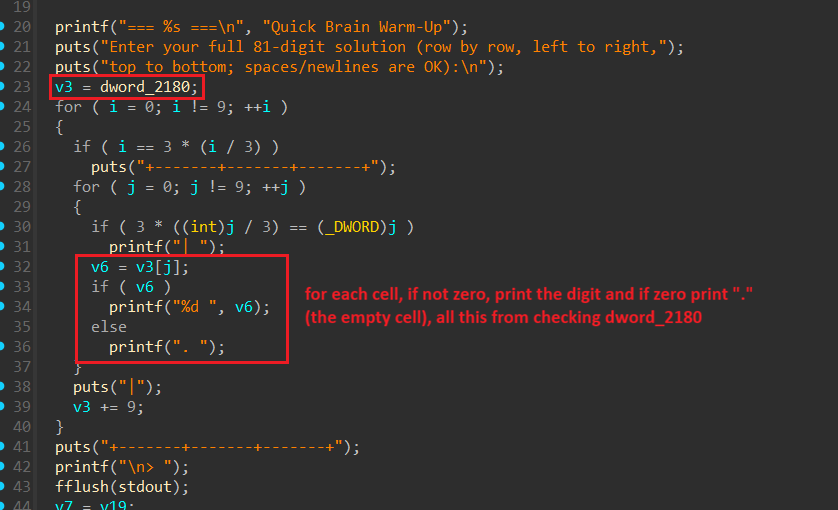 19
20 printf("=== %s ===\n", "Quick Brain Warm-Up");
21 puts("Enter your full 81-digit solution (row by row, left to right,");
22 puts("top to bottom; spaces/newlines are OK):\n");
23 v3 = dword_2180;
24 for ( i = 0; i != 9; ++i )
25 {
26 if ( i == 3 * (i / 3) )
27 puts("+-------+-------+-------+");
28 for ( j = 0; j != 9; ++j )
29 {
30 if ( 3 * ((int)j / 3) == (_DWORD)j )
31 printf("| ");
32 v6 = v3[j];
33 if ( v6 )
for each cell, if not zero, print the digit and if zero print "."
34 printf("%d ", v6);
(the empty cell), all this from checking dword_2180
35 else
36 printf(". ");
37 }
38 puts("|");
39 v3 += 9;
40 }
41 puts("+-------+-------+-------+");
42 printf("\n> ");
43 fflush(stdout);
44 v7 = v19;